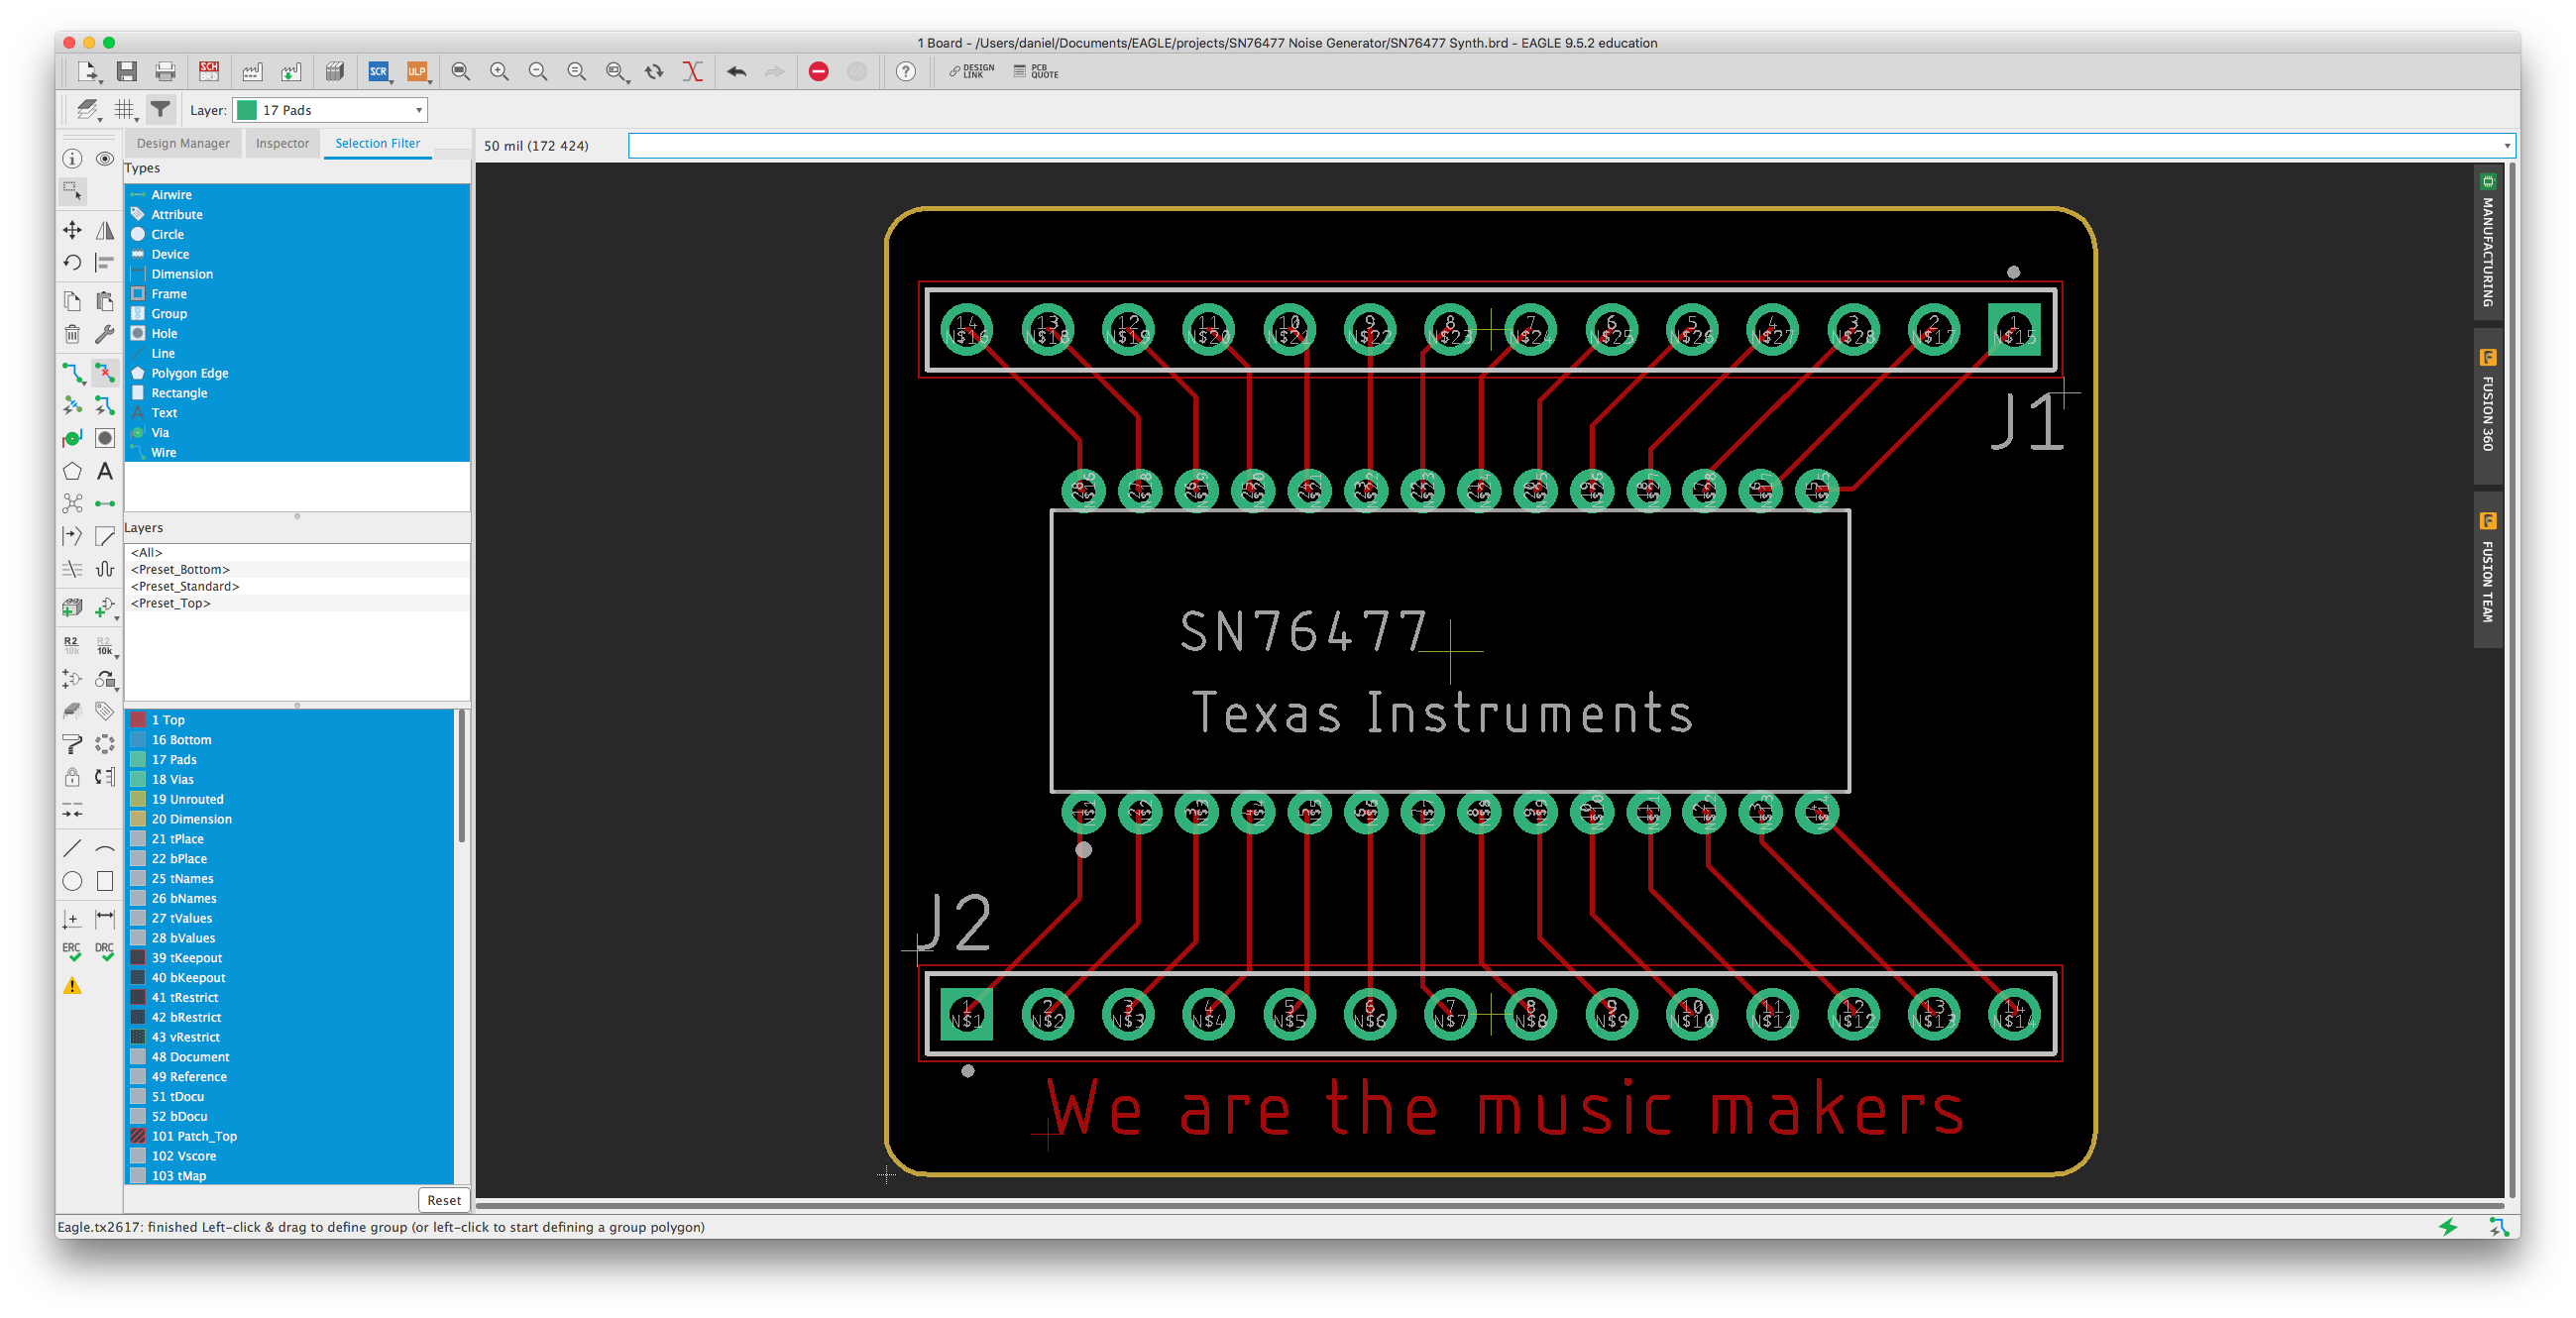 1 Board - /Users/daniel/Documents/EAGLE/projects/SN76477 Noise Generator/SN76477 Synth.brd - EAGLE 9.5.2 education
SCH BRD
SCR
ULP
DESIGN LINK
PCB QUOTE
Layer: 17 Pads
Design Manager
Inspector
Selection Filter
50 mil (172 424)
Types
Airwire
Attribute
Circle
Device
Dimension
Frame
Group
Hole
Line
Polygon Edge
Rectangle
Text
Via
Wire
Layers
<All>
<Preset_Bottom>
<Preset_Standard>
<Preset_Top>
R2 10k
R2 10k
ERC
DRC
1 Top
16 Bottom
17 Pads
18 Vias
19 Unrouted
20 Dimension
21 tPlace
22 bPlace
25 tNames
26 bNames
27 tValues
28 bValues
39 tKeepout
40 bKeepout
41 tRestrict
42 bRestrict
43 vRestrict
48 Document
49 Reference
51 tDocu
52 bDocu
101 Patch_Top
102 Vscore
103 tMap
Reset
14 13 12 11 10 9 8 7 6 5 4 3 2 1
N$16 N$18 N$19 N$20 N$21 N$22 N$23 N$24 N$25 N$26 N$27 N$28 N$17 N$15
J1
SN76477
Texas Instruments
J2
1 2 3 4 5 6 7 8 9 10 11 12 13 14
N$1 N$2 N$3 N$4 N$5 N$6 N$7 N$8 N$9 N$10 N$11 N$12 N$13 N$14
We are the music makers
MANUFACTURING
FUSION 360
FUSION TEAM
Eagle.tx2617: finished Left-click & drag to define group (or left-click to start defining a group polygon)